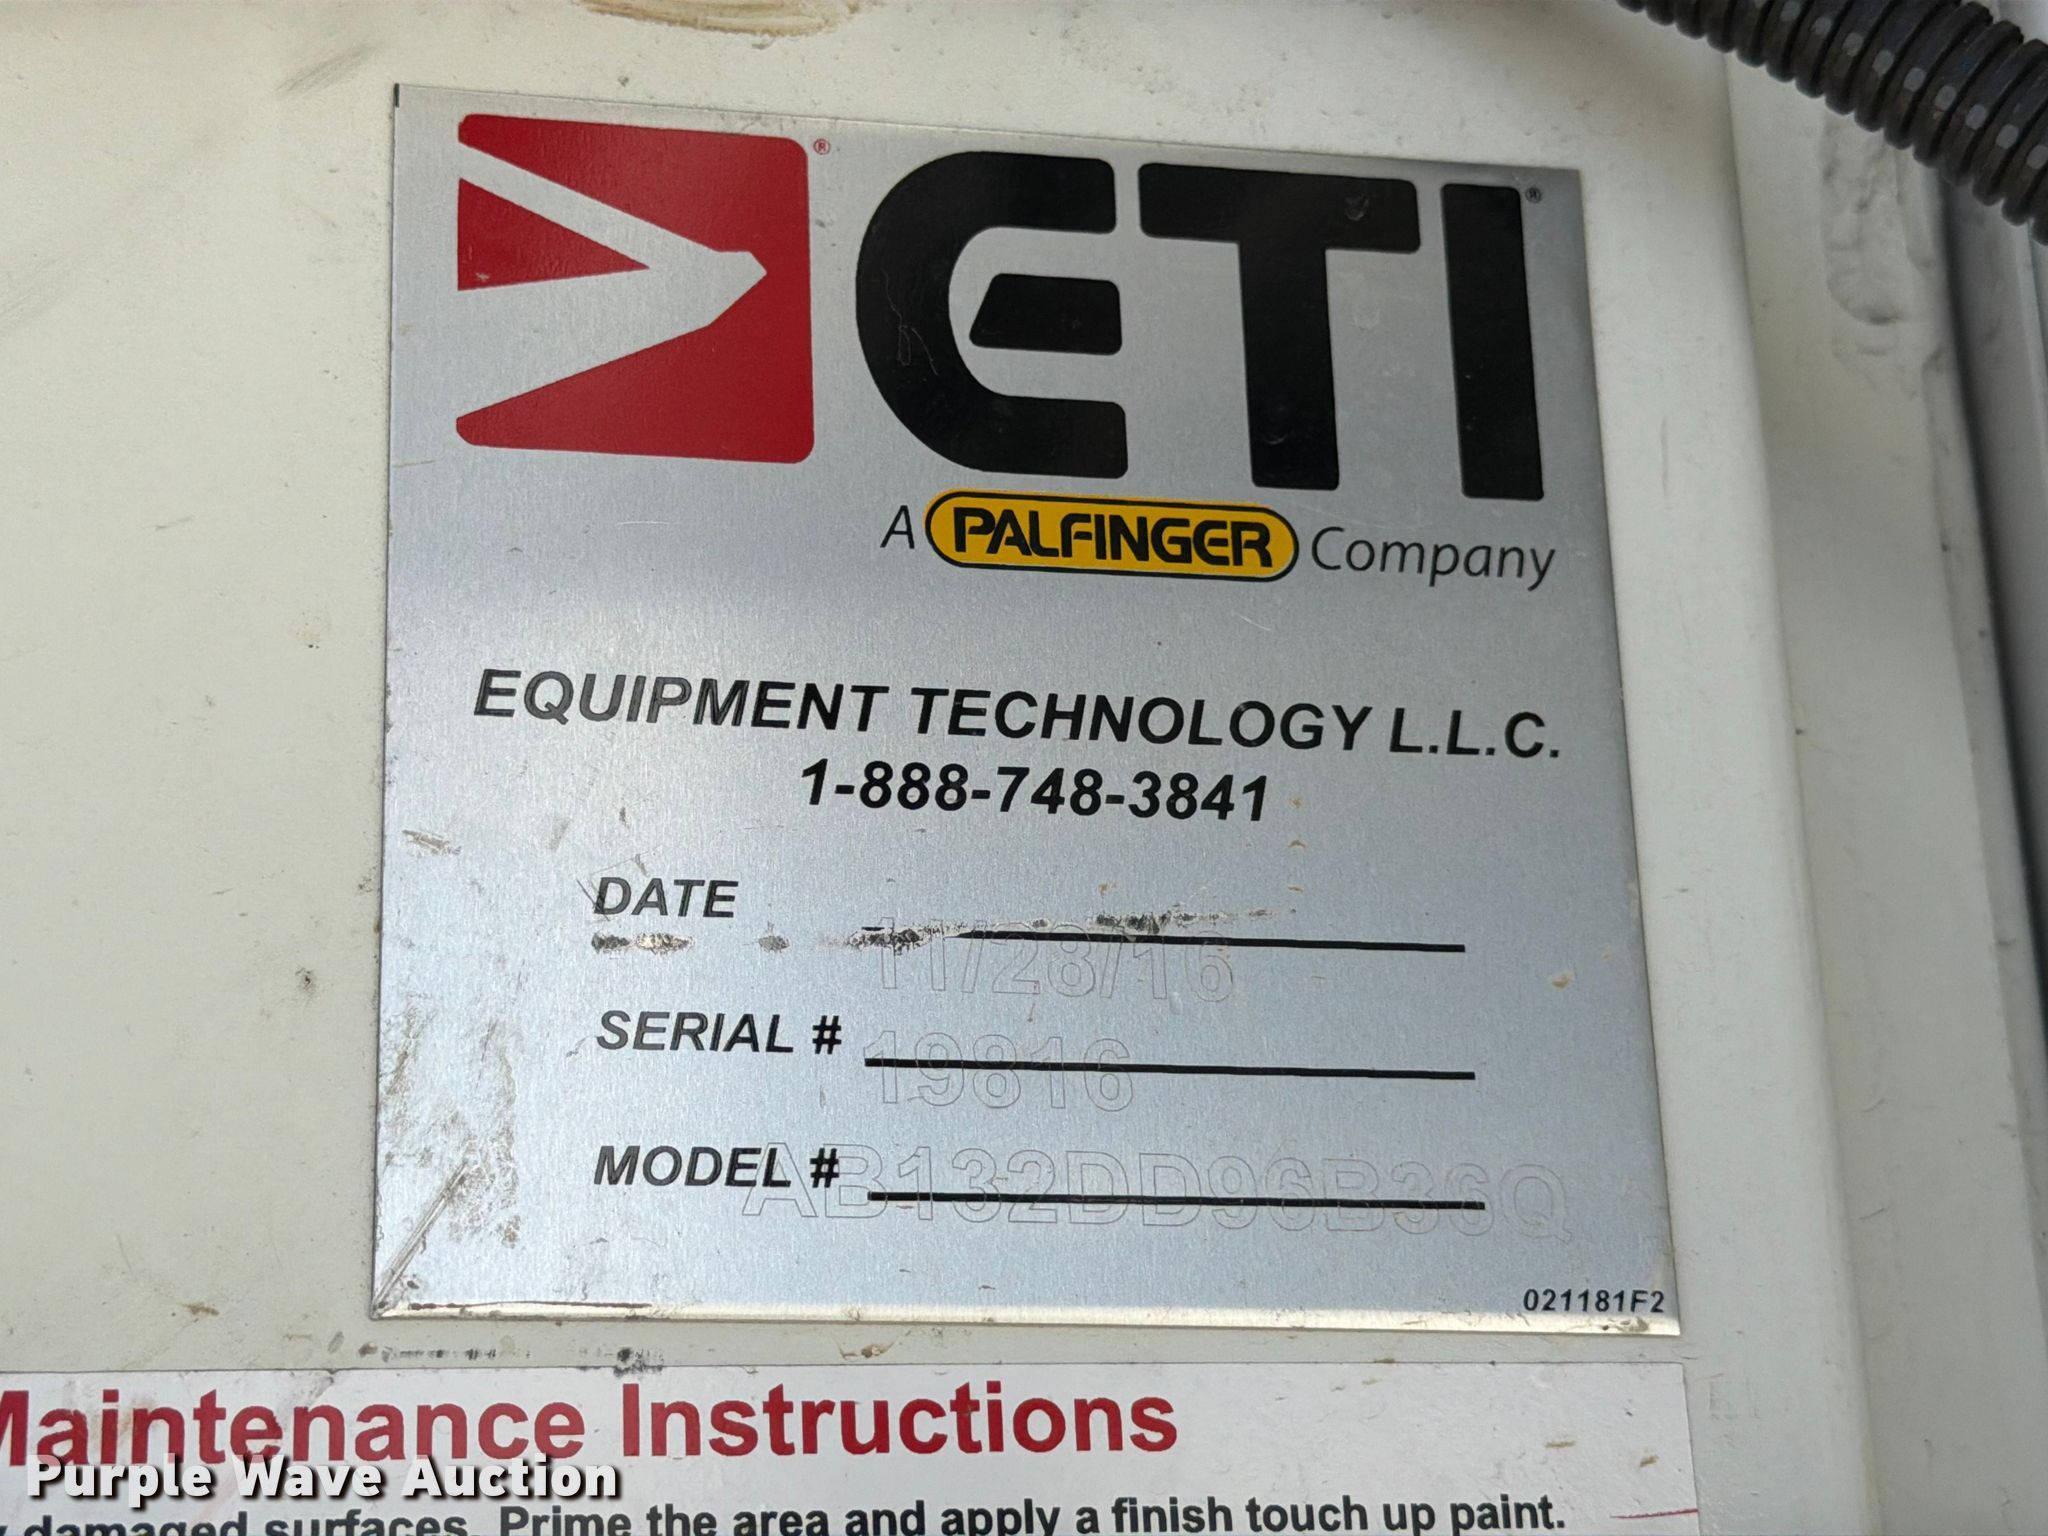 ETI
A PALFINGER Company
EQUIPMENT TECHNOLOGY L.L.C.
1-888-748-3841
DATE 11/28/16
SERIAL # 19816
MODEL # AB132DD96B36Q
021181F2
Maintenance Instructions
damaged surfaces. Prime the area and apply a finish touch up paint.
Purple Wave Auction